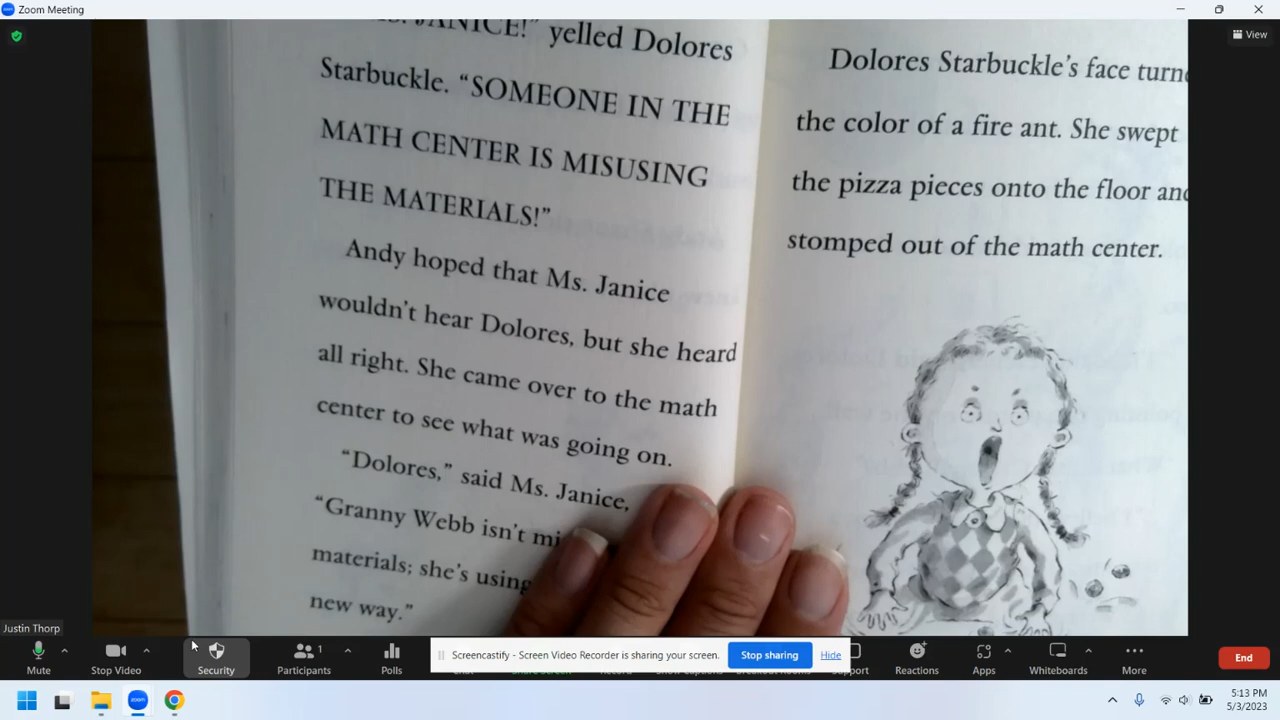 Zoom Meeting
View
JANICE!” yelled Dolores
Starbuckle. “SOMEONE IN THE
MATH CENTER IS MISUSING
THE MATERIALS!”
Andy hoped that Ms. Janice
wouldn’t hear Dolores, but she heard
all right. She came over to the math
center to see what was going on.
“Dolores,” said Ms. Janice,
“Granny Webb isn’t mi
materials; she’s using
new way.”
Dolores Starbuckle’s face turne
the color of a fire ant. She swept
the pizza pieces onto the floor and
stomped out of the math center.
Justin Thorp
Mute
Stop Video
Security
Participants
1
Polls
Screencastify - Screen Video Recorder is sharing your screen.
Stop sharing
Hide
Reactions
Apps
Whiteboards
More
End
zoom
5:13 PM
5/3/2023